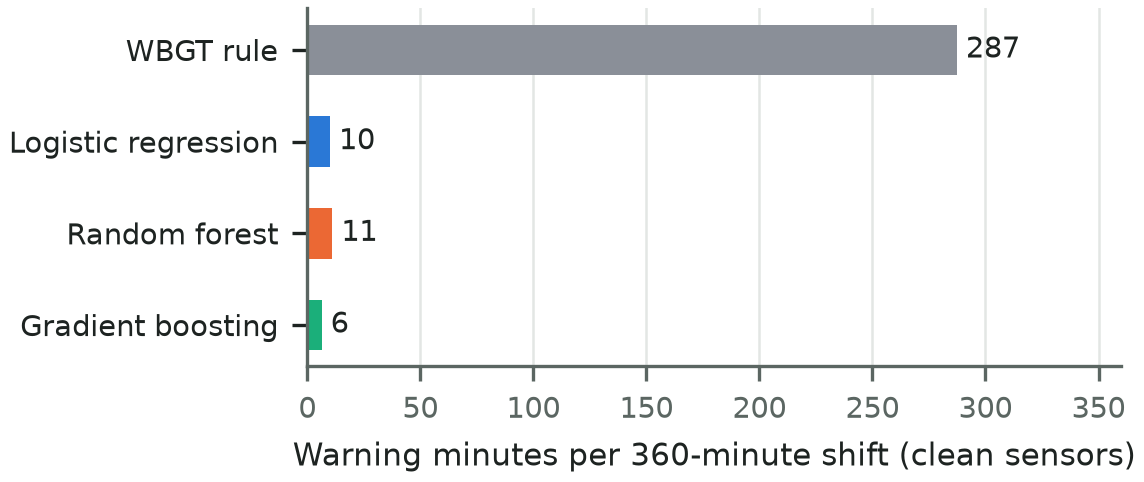 WBGT rule
287
Logistic regression
10
Random forest
11
Gradient boosting
6
0 50 100 150 200 250 300 350
Warning minutes per 360-minute shift (clean sensors)